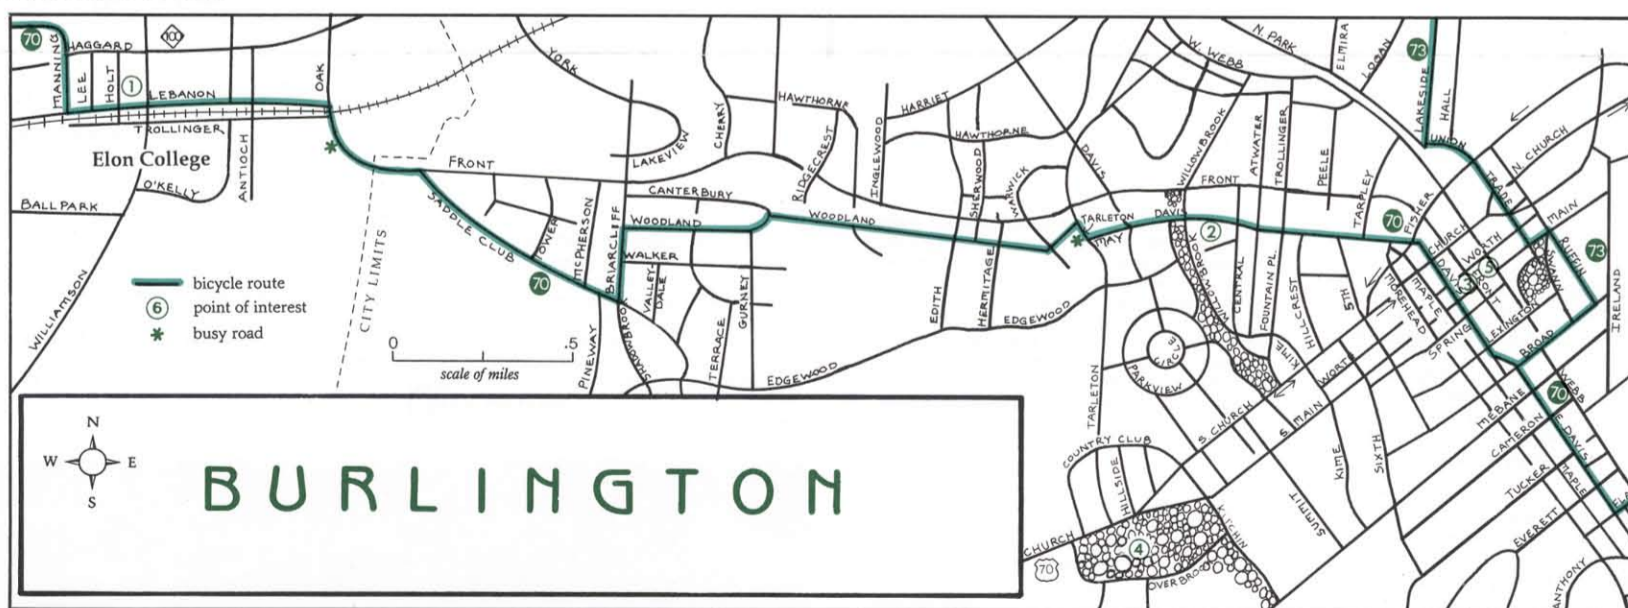 70
HAGGARD
100
MANNING
LEE
HOLT
1
LEBANON
OAK
TROLLINGER
Elon College
ANTIOCH
O'KELLY
BALL PARK
WILLIAMSON
bicycle route
6 point of interest
* busy road
CITY LIMITS
0 .5
scale of miles
*
FRONT
SADDLE CLUB
70
TOWER
McPHERSON
BRIARCLIFF
YORK
LAKEVIEW
CHERRY
HAWTHORNE
RIDGECREST
INGLEWOOD
HARRIET
HAWTHORNE
SHERWOOD
WARWICK
CANTERBURY
WOODLAND
WOODLAND
WALKER
VALLEY-
DALE
GURNEY
TERRACE
PINEWAY
SHADOWBROOK
EDGEWOOD
EDITH
HERMITAGE
EDGEWOOD
DAVIS
TARLETON
DAVIS
*
MAY
WILLOWBROOK
FRONT
ATWATER
TROLLINGER
PEELE
TARPLEY
W. WEBB
N. PARK
ELMIRA
LOGAN
73
LAKESIDE
HALL
UNION
N. CHURCH
TRADE
MAIN
RUFFIN
73
IRELAND
70
FISHER
2
WILLOWBROOK
CENTRAL
FOUNTAIN PL.
HILLCREST
5TH
KIME
CHURCH
DAVIS
WORTH
5
3
FRONT
MAPLE
MOREHEAD
SPRING
LEXINGTON
BROAD
WEBB
70
E. DAVIS
MAPLE
MEBANE
CAMERON
TUCKER
EVERETT
ANTHONY
CIRCLE
PARKVIEW
TARLETON
S. CHURCH
S. MAIN
WORTH
KIME
SIXTH
SUMMIT
COUNTRY CLUB
HILLSIDE
CHURCH
70
4
OVERBROOK
KITCHIN
N
W E
S
BURLINGTON